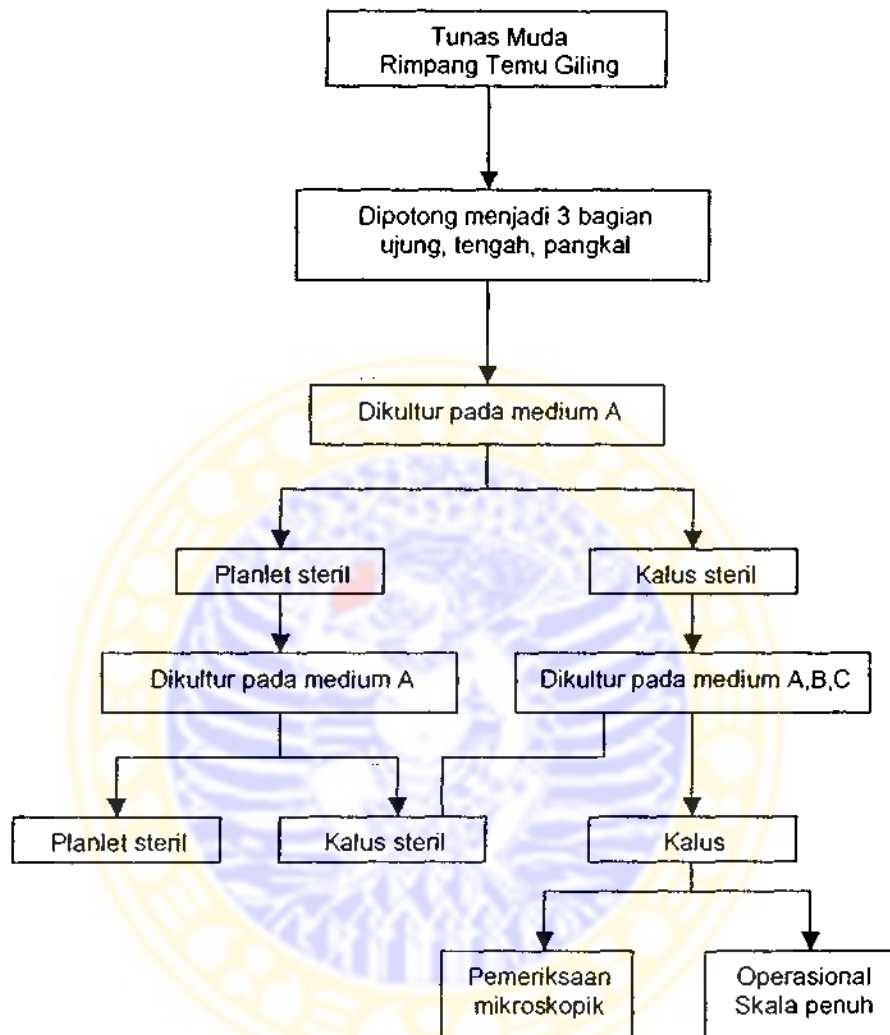 Tunas Muda
Rimpang Temu Giling
Dipotong menjadi 3 bagian
ujung, tengah, pangkal
Dikultur pada medium A
Planlet steril
Kalus steril
Dikultur pada medium A
Dikultur pada medium A,B,C
Planlet steril
Kalus steril
Kalus
Pemeriksaan
mikroskopik
Operasional
Skala penuh